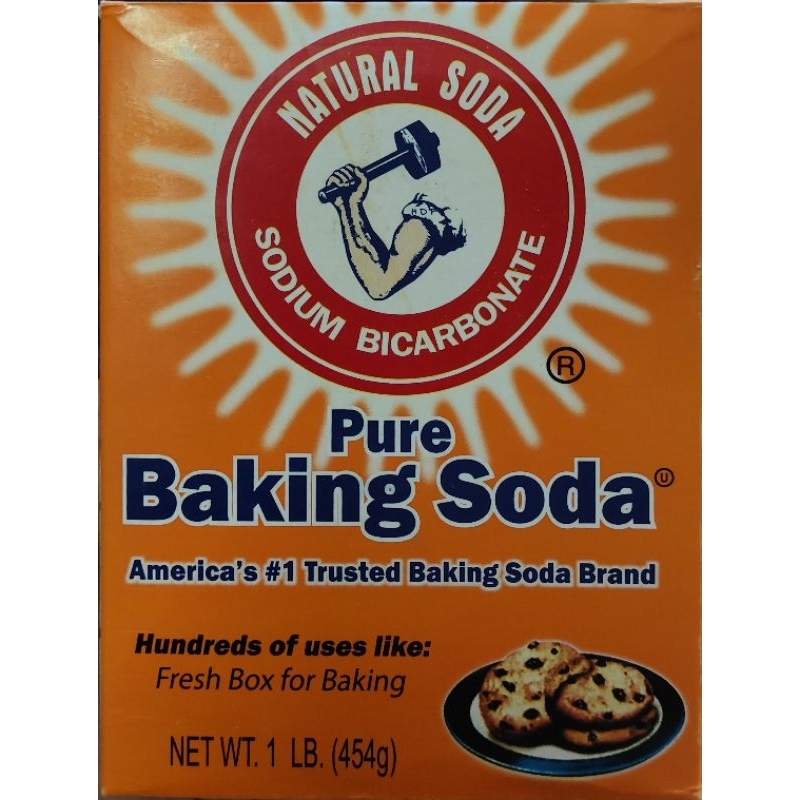 NATURAL SODA
HDP
SODIUM BICARBONATE
®
Pure
Baking Soda Ⓤ
America's #1 Trusted Baking Soda Brand
Hundreds of uses like:
Fresh Box for Baking
NET WT. 1 LB. (454g)